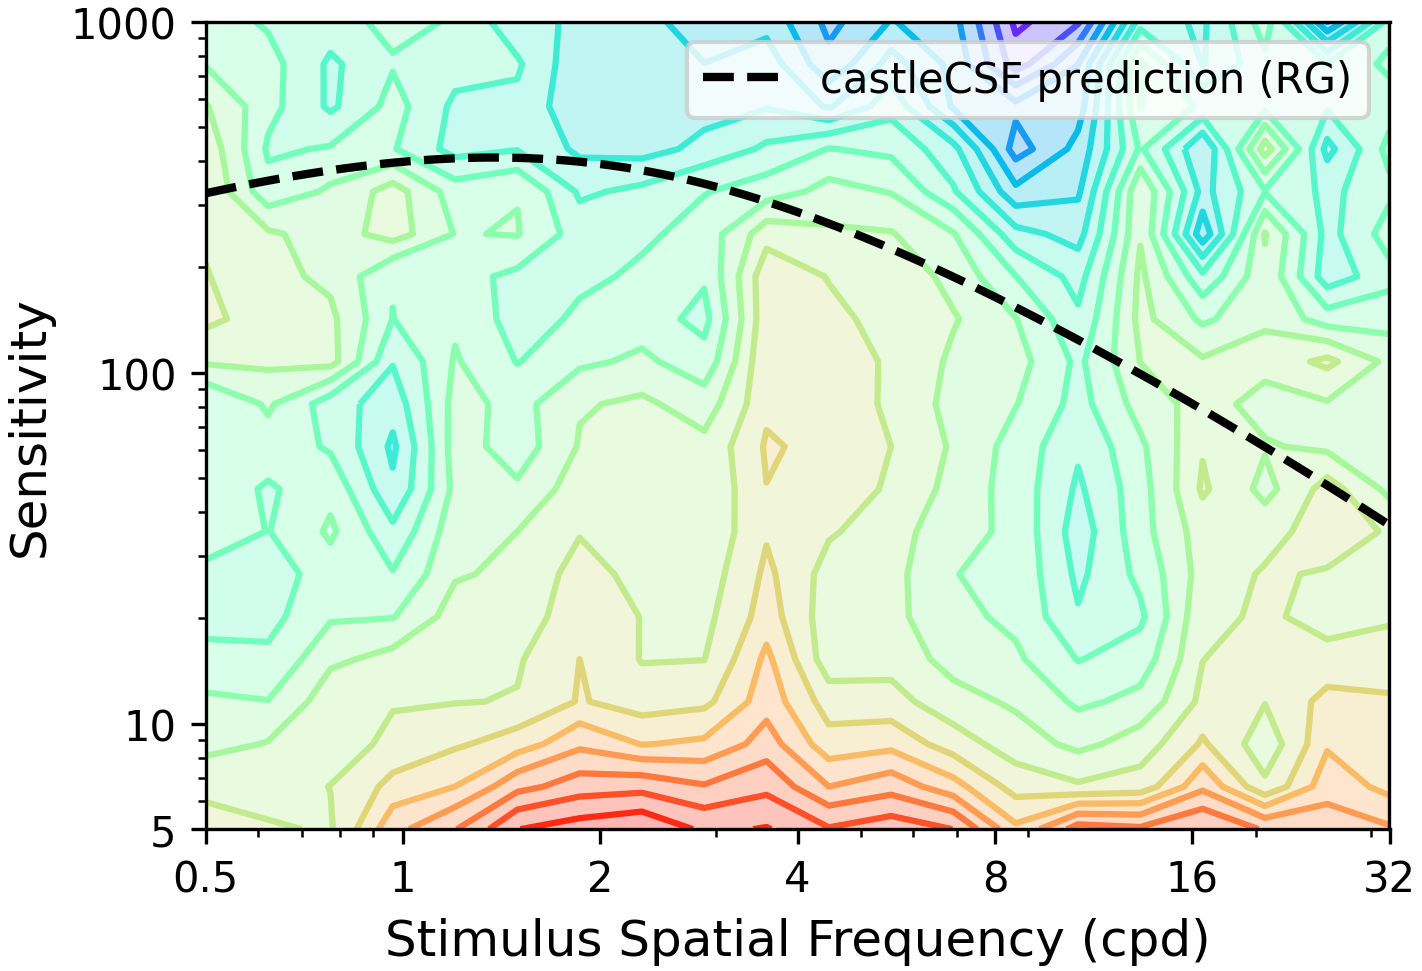 1000
castleCSF prediction (RG)
Sensitivity
100
10
5
0.5 1 2 4 8 16 32
Stimulus Spatial Frequency (cpd)